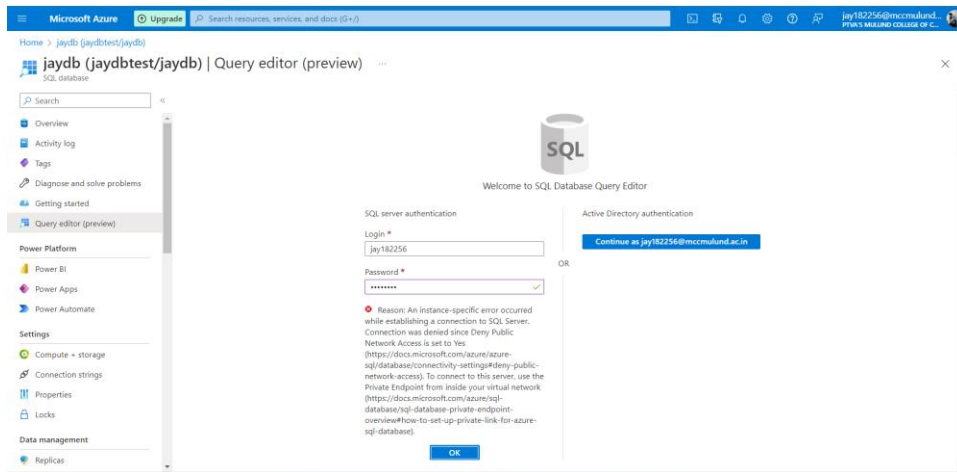 Microsoft Azure
Upgrade
Search resources, services, and docs (G+/)
jay182256@mccmulund...
PTVA'S MULUND COLLEGE OF C...
Home > jaydb (jaydbtest/jaydb)
jaydb (jaydbtest/jaydb) | Query editor (preview) ...
SQL database
Search
Overview
Activity log
Tags
Diagnose and solve problems
Getting started
Query editor (preview)
Power Platform
Power BI
Power Apps
Power Automate
Settings
Compute + storage
Connection strings
Properties
Locks
Data management
Replicas
SQL
Welcome to SQL Database Query Editor
SQL server authentication
Login *
jay182256
Password *
••••••••
Reason: An instance-specific error occurred
while establishing a connection to SQL Server.
Connection was denied since Deny Public
Network Access is set to Yes
(https://docs.microsoft.com/azure/azure-
sql/database/connectivity-settings#deny-public-
network-access). To connect to this server, use the
Private Endpoint from inside your virtual network
(https://docs.microsoft.com/azure/sql-
database/sql-database-private-endpoint-
overview#how-to-set-up-private-link-for-azure-
sql-database).
OK
OR
Active Directory authentication
Continue as jay182256@mccmulund.ac.in